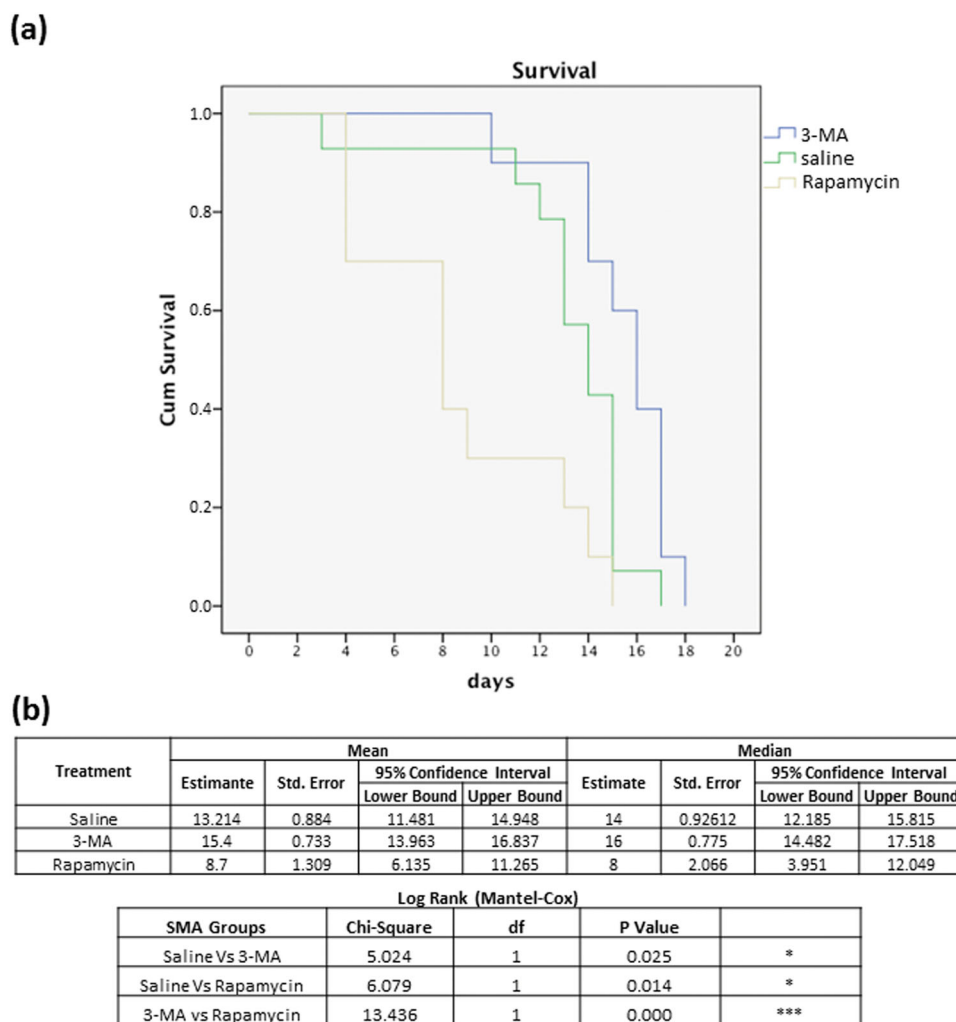 (a)
Survival
1.0
0.8
0.6
0.4
0.2
0.0
Cum Survival
0 2 4 6 8 10 12 14 16 18 20
days
3-MA
saline
Rapamycin
(b)
Treatment Mean Median
Estimante Std. Error 95% Confidence Interval Estimate Std. Error 95% Confidence Interval
Lower Bound Upper Bound Lower Bound Upper Bound
Saline 13.214 0.884 11.481 14.948 14 0.92612 12.185 15.815
3-MA 15.4 0.733 13.963 16.837 16 0.775 14.482 17.518
Rapamycin 8.7 1.309 6.135 11.265 8 2.066 3.951 12.049
Log Rank (Mantel-Cox)
SMA Groups Chi-Square df P Value
Saline Vs 3-MA 5.024 1 0.025 *
Saline Vs Rapamycin 6.079 1 0.014 *
3-MA vs Rapamycin 13.436 1 0.000 ***